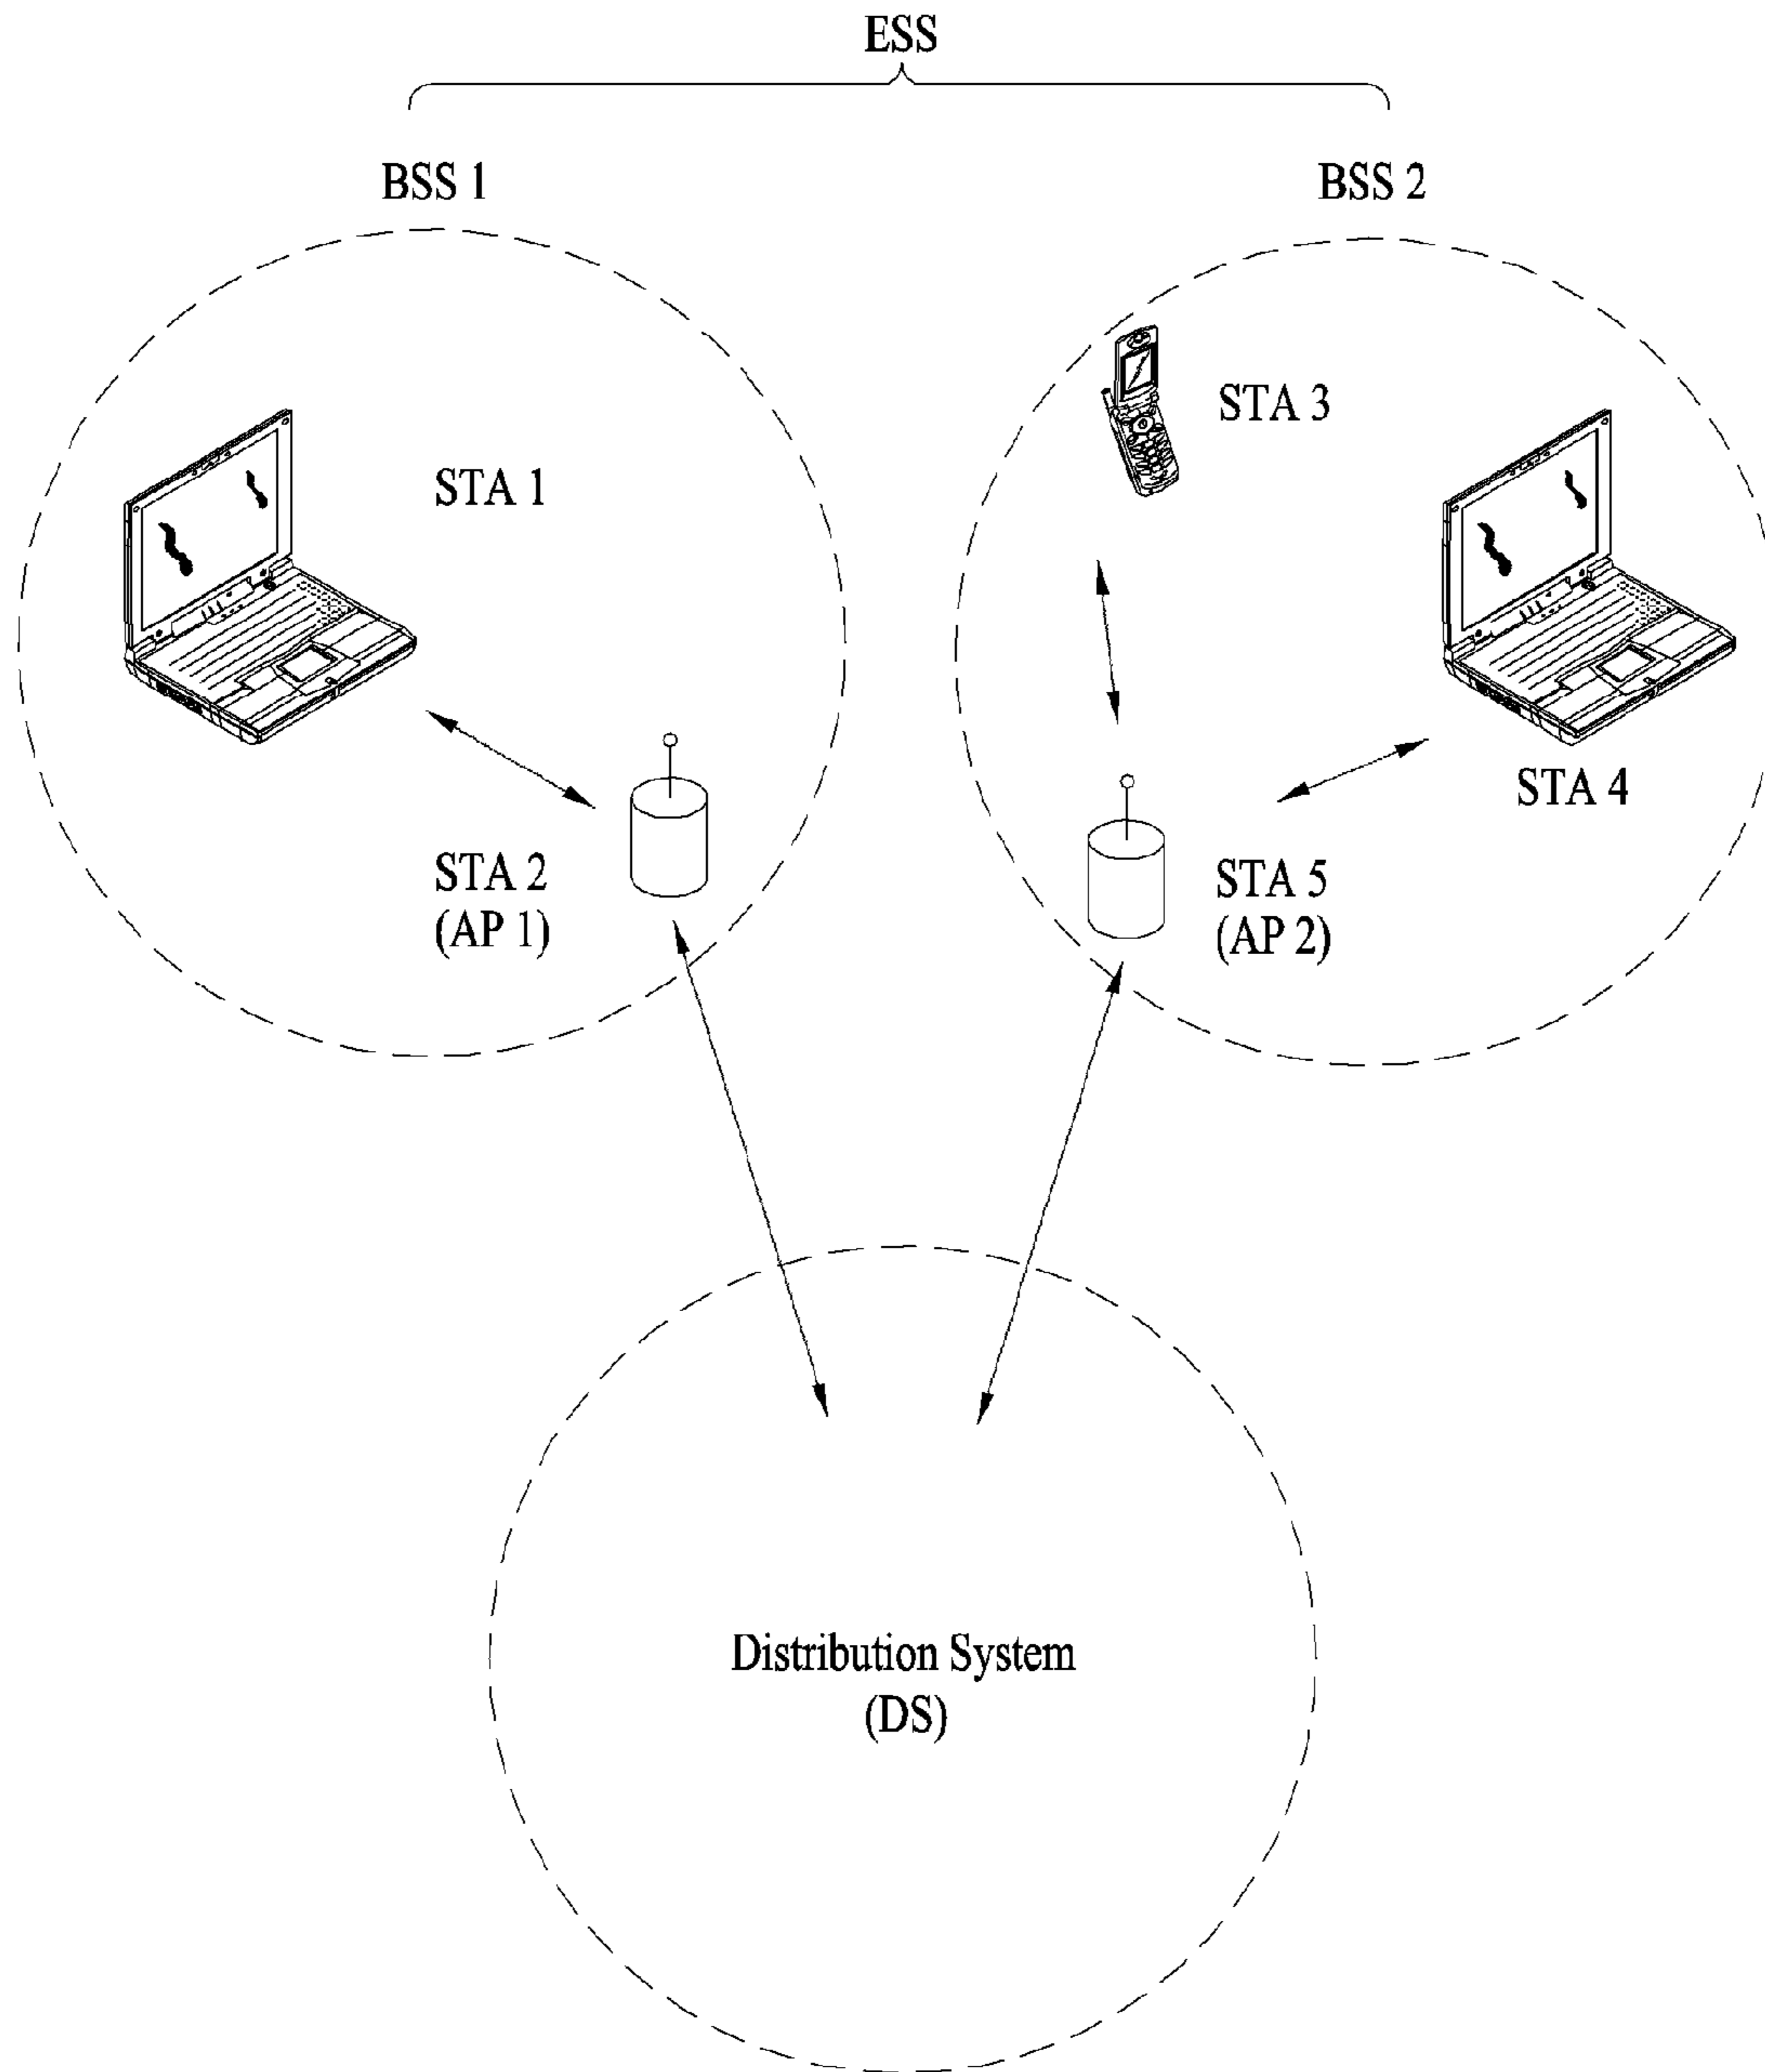 ESS
BSS 1
BSS 2
STA 1
STA 3
STA 4
STA 2
(AP 1)
STA 5
(AP 2)
Distribution System
(DS)